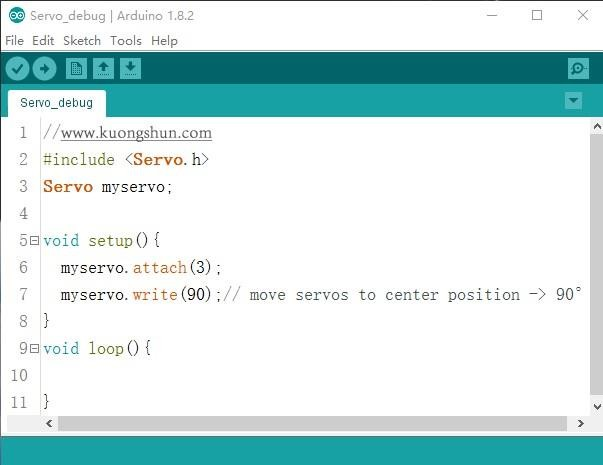 Servo_debug | Arduino 1.8.2
File Edit Sketch Tools Help
Servo_debug
1 //www.kuongshun.com
2 #include <Servo.h>
3 Servo myservo;
4
5 void setup(){
6 myservo.attach(3);
7 myservo.write(90);// move servos to center position -> 90°
8 }
9 void loop(){
10
11 }